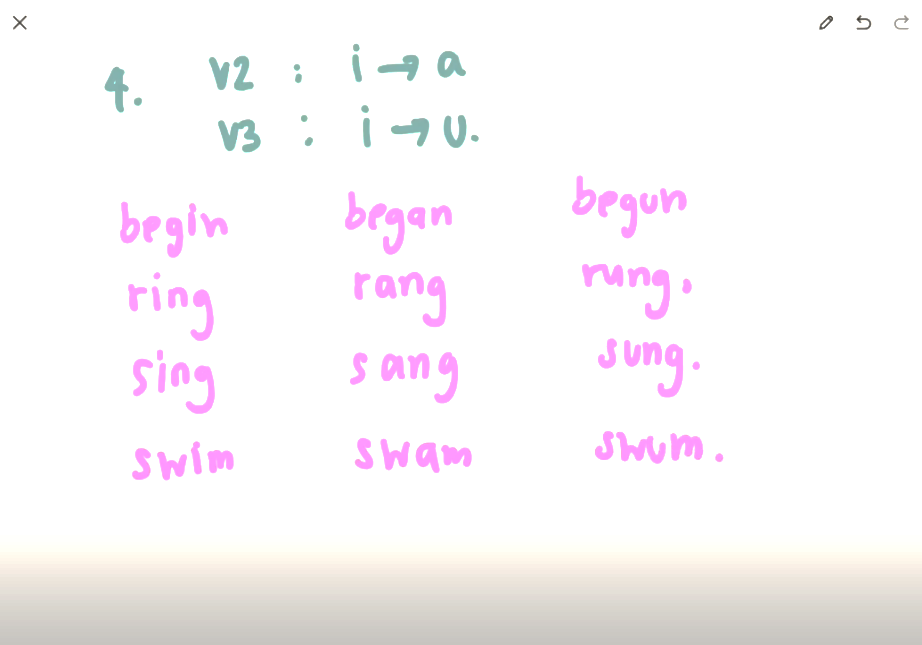 4. v2 : i → a
v3 : i → u.
begin began begun
ring rang rung.
sing sang sung.
swim swam swum.